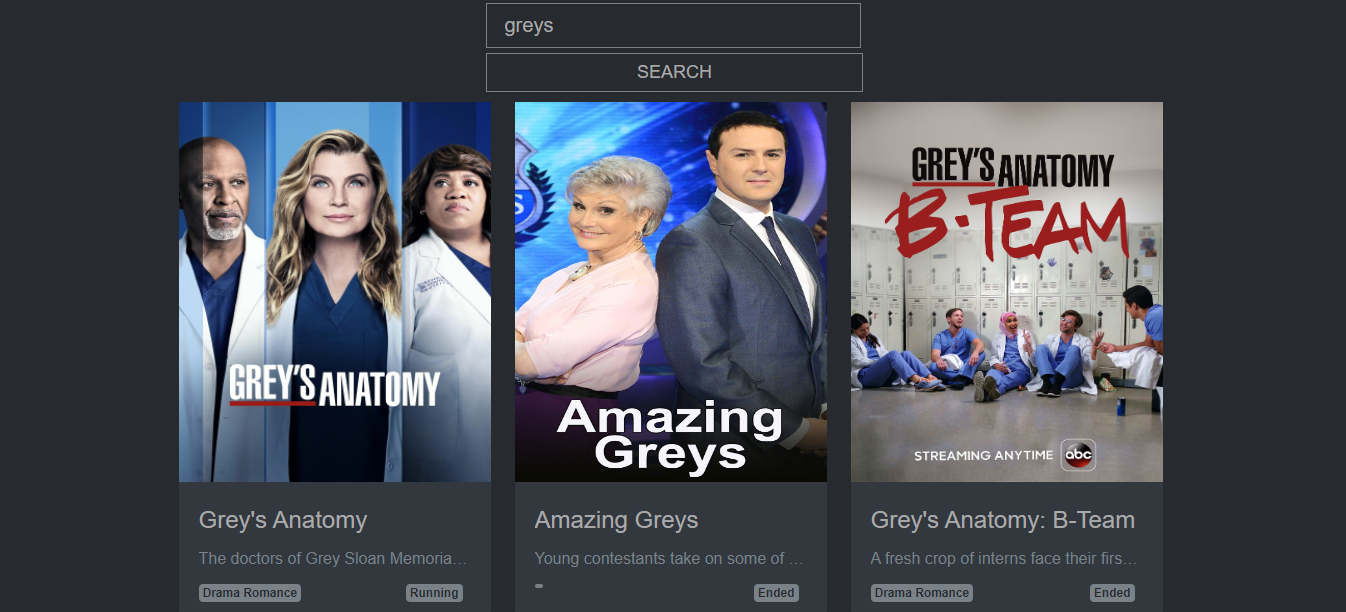 greys
SEARCH
GREY'S ANATOMY
Amazing
Greys
GREY'S ANATOMY
B-TEAM
STREAMING ANYTIME abc
Grey's Anatomy
The doctors of Grey Sloan Memoria...
Drama Romance
Running
Amazing Greys
Young contestants take on some of ...
Ended
Grey's Anatomy: B-Team
A fresh crop of interns face their firs...
Drama Romance
Ended